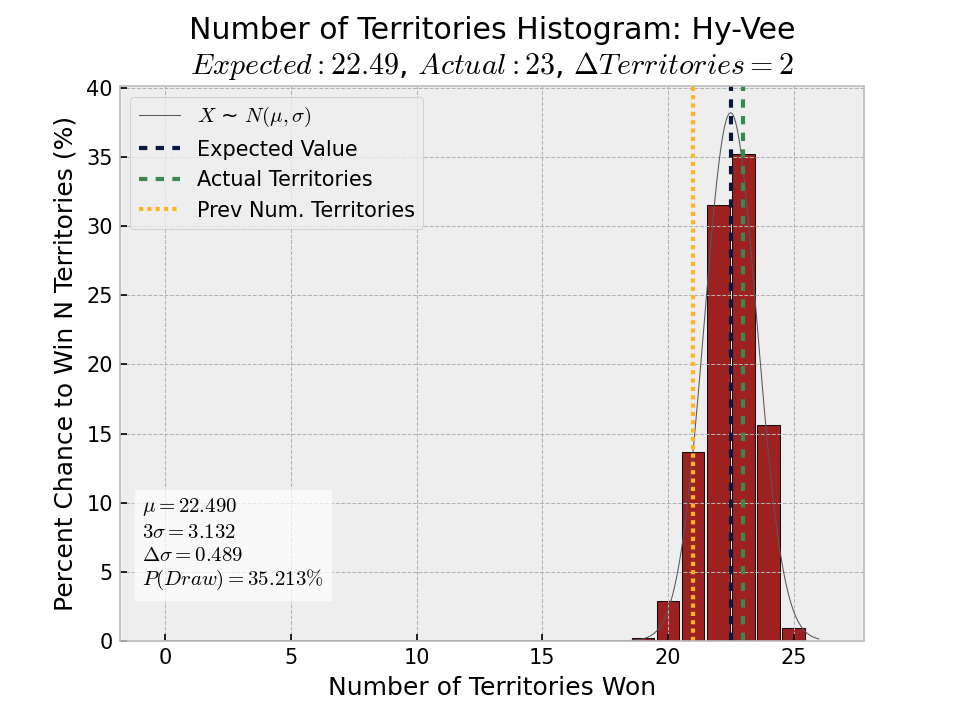 Number of Territories Histogram: Hy-Vee
Expected : 22.49, Actual : 23, ΔTerritories = 2
X ~ N(μ, σ)
Expected Value
Actual Territories
Prev Num. Territories
Percent Chance to Win N Territories (%)
40
35
30
25
20
15
10
5
0
μ = 22.490
3σ = 3.132
Δσ = 0.489
P(Draw) = 35.213%
0 5 10 15 20 25
Number of Territories Won